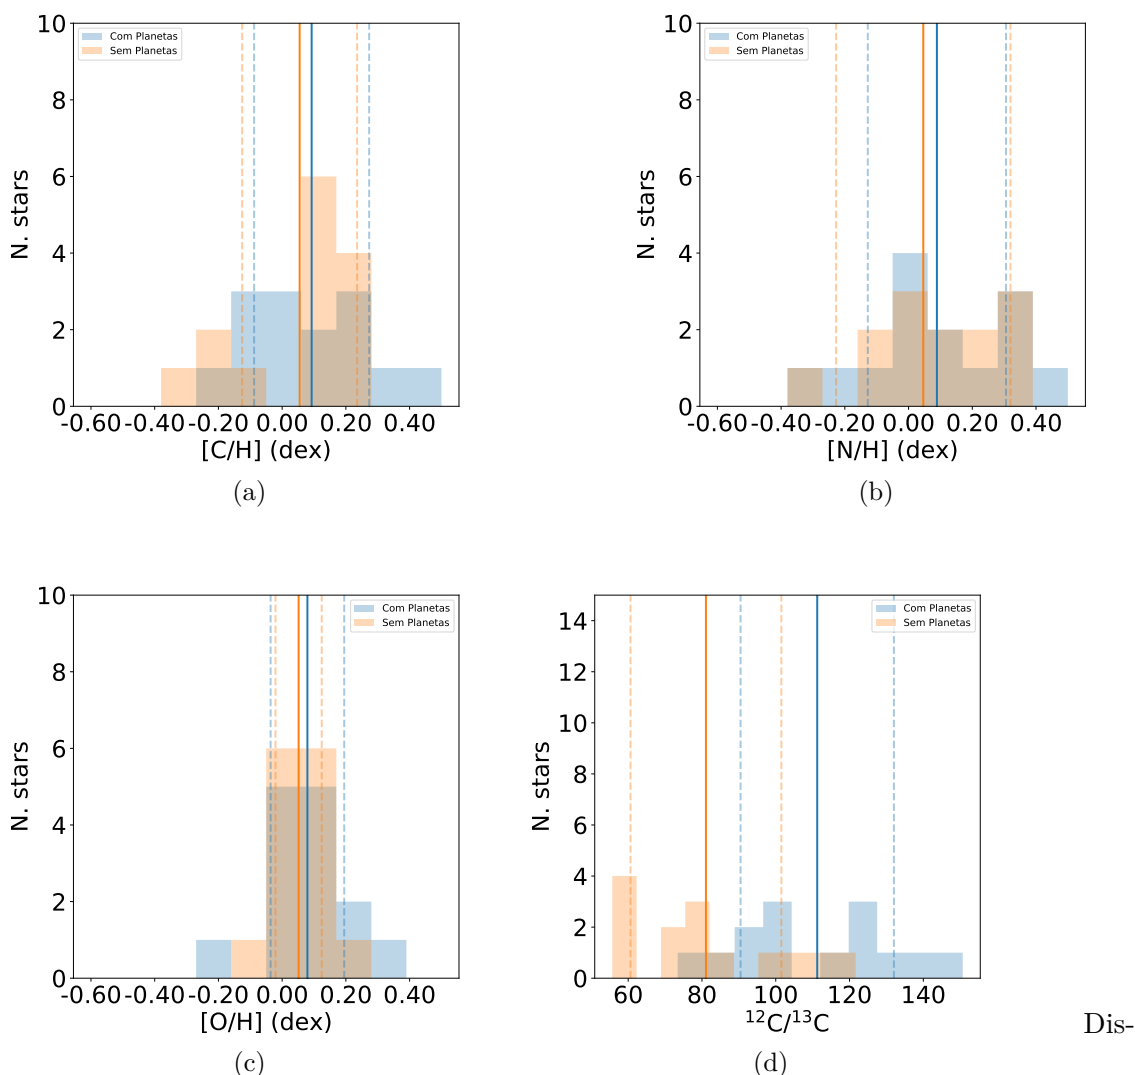 10
8
6
4
2
0
N. stars
Com Planetas
Sem Planetas
-0.60 -0.40 -0.20 0.00 0.20 0.40
[C/H] (dex)
(a)
10
8
6
4
2
0
N. stars
Com Planetas
Sem Planetas
-0.60 -0.40 -0.20 0.00 0.20 0.40
[N/H] (dex)
(b)
10
8
6
4
2
0
N. stars
Com Planetas
Sem Planetas
-0.60 -0.40 -0.20 0.00 0.20 0.40
[O/H] (dex)
(c)
14
12
10
8
6
4
2
0
N. stars
Com Planetas
Sem Planetas
60 80 100 120 140
¹²C/¹³C
(d)
Dis-